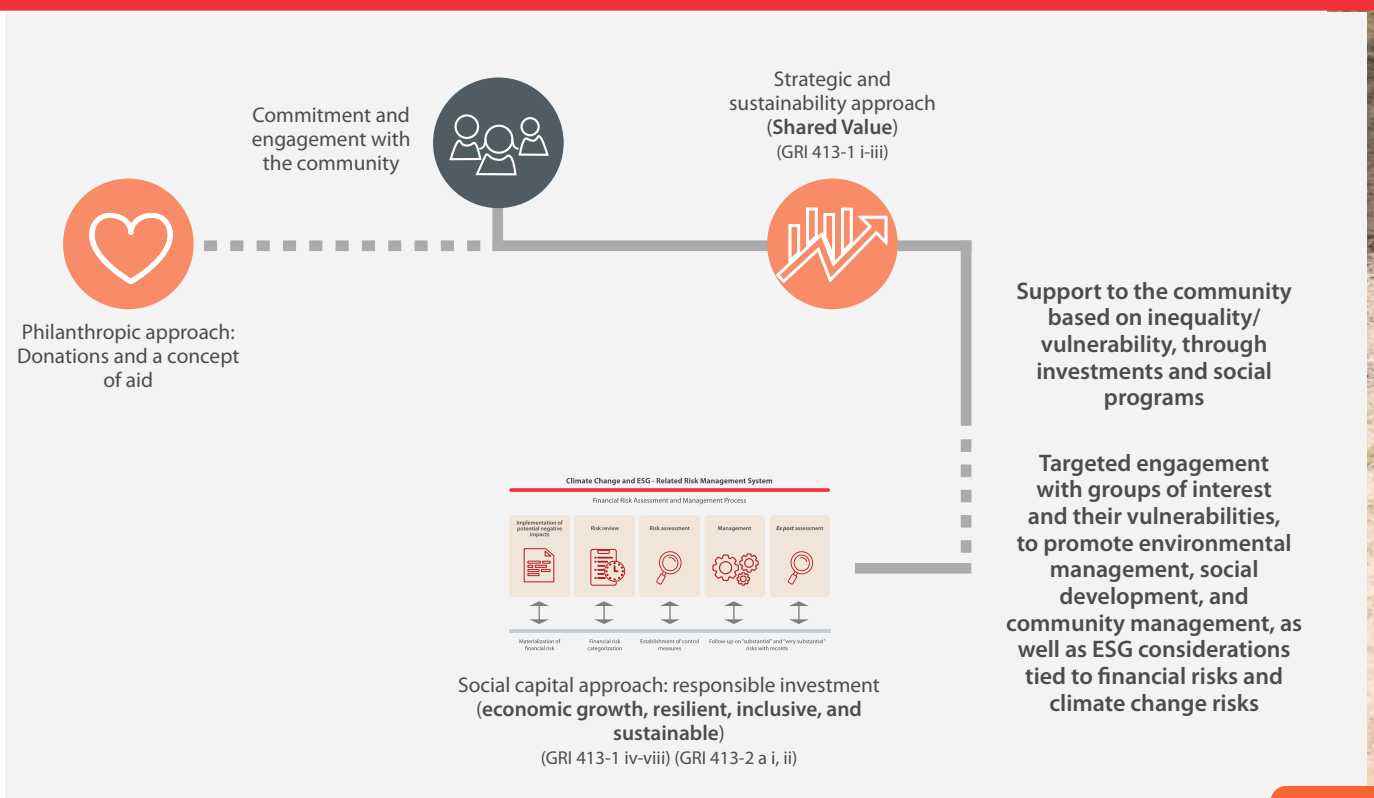 Commitment and
engagement with
the community
Strategic and
sustainability approach
(Shared Value)
(GRI 413-1 i-iii)
Philanthropic approach:
Donations and a concept
of aid
Support to the community
based on inequality/
vulnerability, through
investments and social
programs
Targeted engagement
with groups of interest
and their vulnerabilities,
to promote environmental
management, social
development, and
community management, as
well as ESG considerations
tied to financial risks and
climate change risks
Climate Change and ESG - Related Risk Management System
Financial Risk Assessment and Management Process
Implementation of
potential negative
impacts
Risk review
Risk assessment
Management
Ex post assessment
Materialization of
financial risk
Financial risk
categorization
Establishment of control
measures
Follow-up on "substantial" and "very substantial"
risks with records
Social capital approach: responsible investment
(economic growth, resilient, inclusive, and
sustainable)
(GRI 413-1 iv-viii) (GRI 413-2 a i, ii)